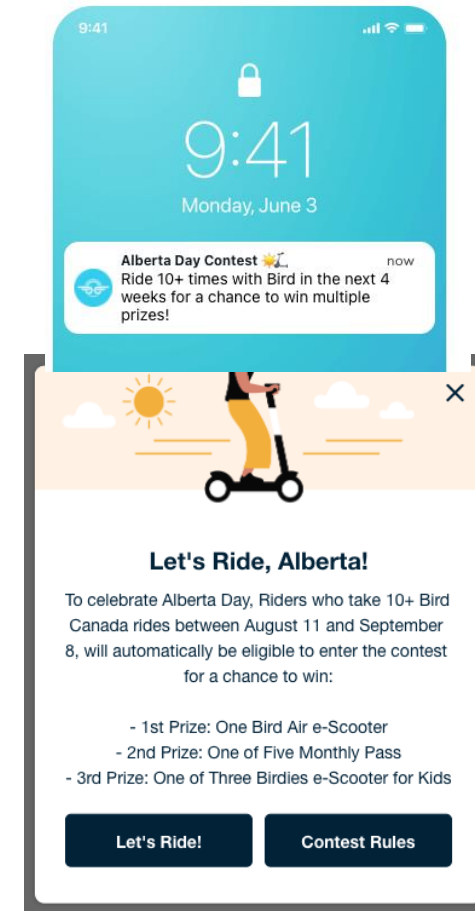 9:41
9:41
Monday, June 3
Alberta Day Contest ☀️🛴 now
Ride 10+ times with Bird in the next 4
weeks for a chance to win multiple
prizes!
Let's Ride, Alberta!
To celebrate Alberta Day, Riders who take 10+ Bird
Canada rides between August 11 and September
8, will automatically be eligible to enter the contest
for a chance to win:
- 1st Prize: One Bird Air e-Scooter
- 2nd Prize: One of Five Monthly Pass
- 3rd Prize: One of Three Birdies e-Scooter for Kids
Let's Ride!
Contest Rules